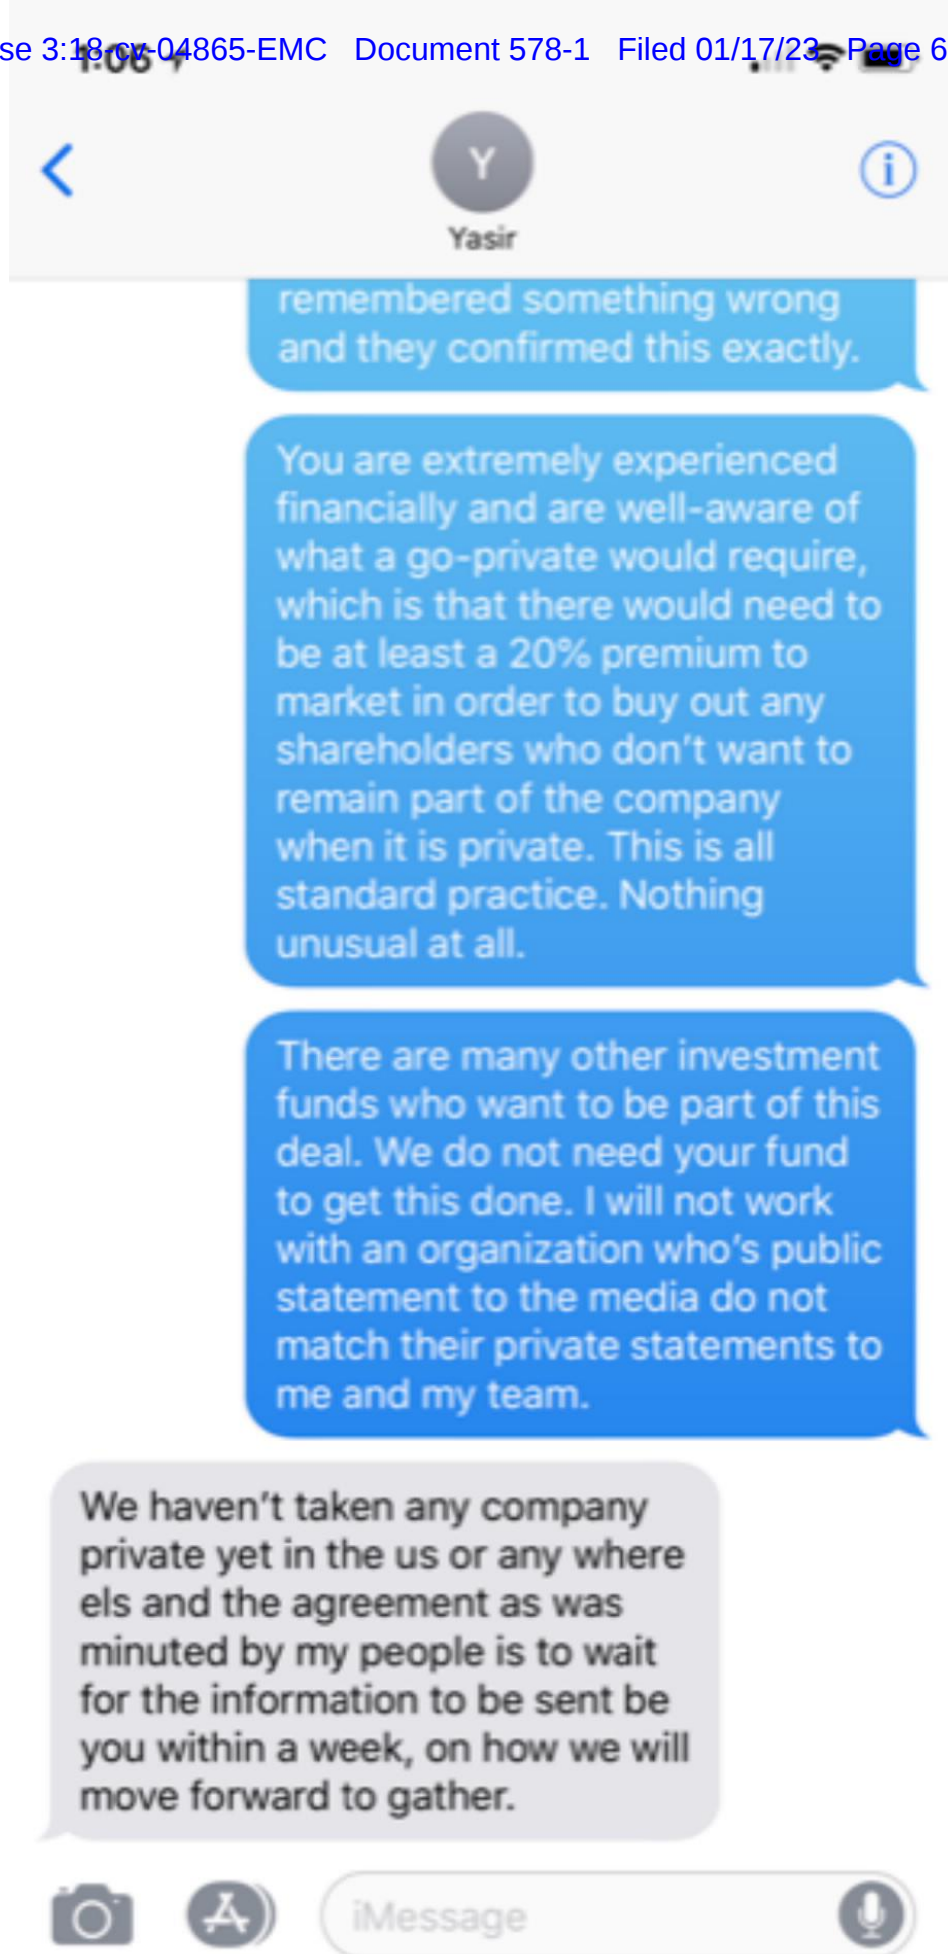 se 3:18-cv-04865-EMC Document 578-1 Filed 01/17/23 Page 6
1:06
Y
Yasir
remembered something wrong
and they confirmed this exactly.
You are extremely experienced
financially and are well-aware of
what a go-private would require,
which is that there would need to
be at least a 20% premium to
market in order to buy out any
shareholders who don’t want to
remain part of the company
when it is private. This is all
standard practice. Nothing
unusual at all.
There are many other investment
funds who want to be part of this
deal. We do not need your fund
to get this done. I will not work
with an organization who’s public
statement to the media do not
match their private statements to
me and my team.
We haven’t taken any company
private yet in the us or any where
els and the agreement as was
minuted by my people is to wait
for the information to be sent be
you within a week, on how we will
move forward to gather.
iMessage